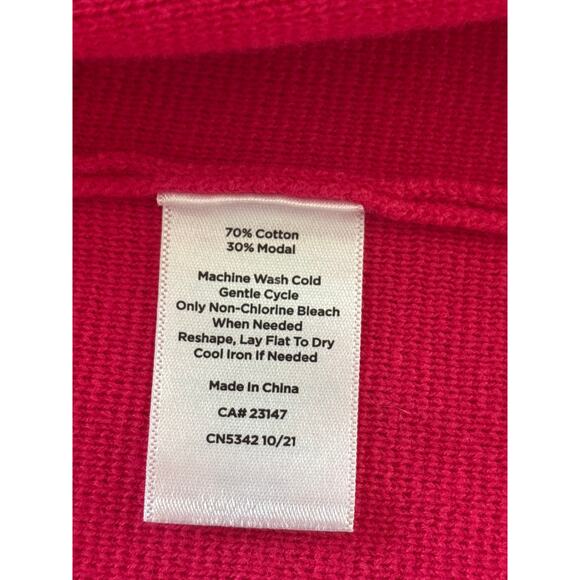 70% Cotton
30% Modal
Machine Wash Cold
Gentle Cycle
Only Non-Chlorine Bleach
When Needed
Reshape, Lay Flat To Dry
Cool Iron If Needed
Made In China
CA# 23147
CN5342 10/21